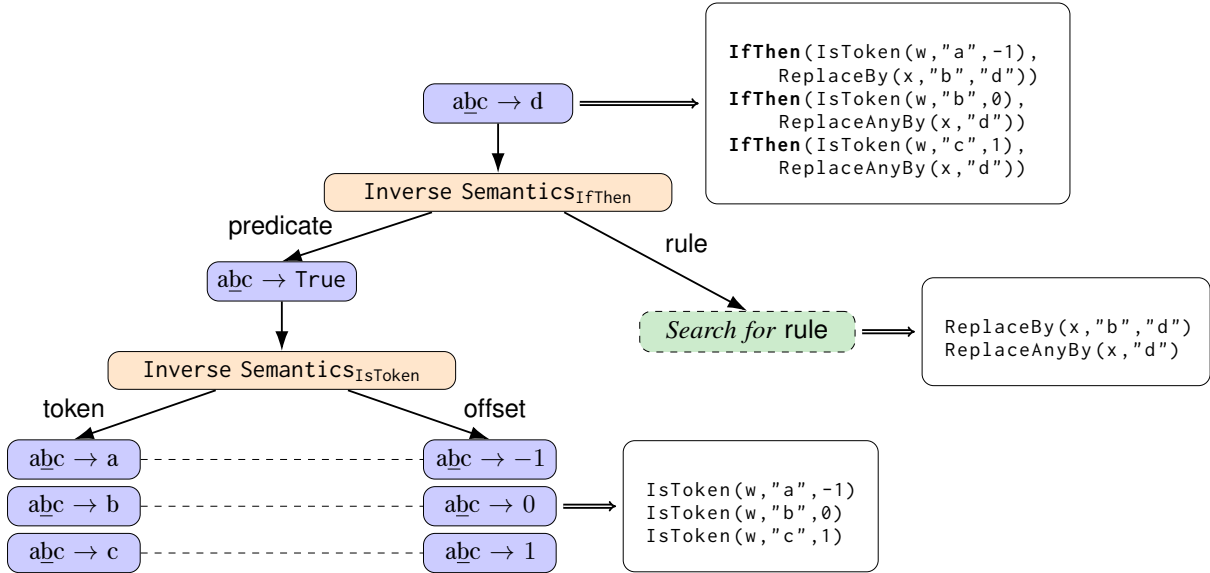 IfThen(IsToken(w,"a",-1),
ReplaceBy(x,"b","d"))
IfThen(IsToken(w,"b",0),
ReplaceAnyBy(x,"d"))
IfThen(IsToken(w,"c",1),
ReplaceAnyBy(x,"d"))
abc → d
Inverse Semantics_IfThen
predicate
rule
abc → True
Search for rule
ReplaceBy(x,"b","d")
ReplaceAnyBy(x,"d")
Inverse Semantics_IsToken
token
offset
abc → a
abc → −1
abc → b
abc → 0
abc → c
abc → 1
IsToken(w,"a",-1)
IsToken(w,"b",0)
IsToken(w,"c",1)